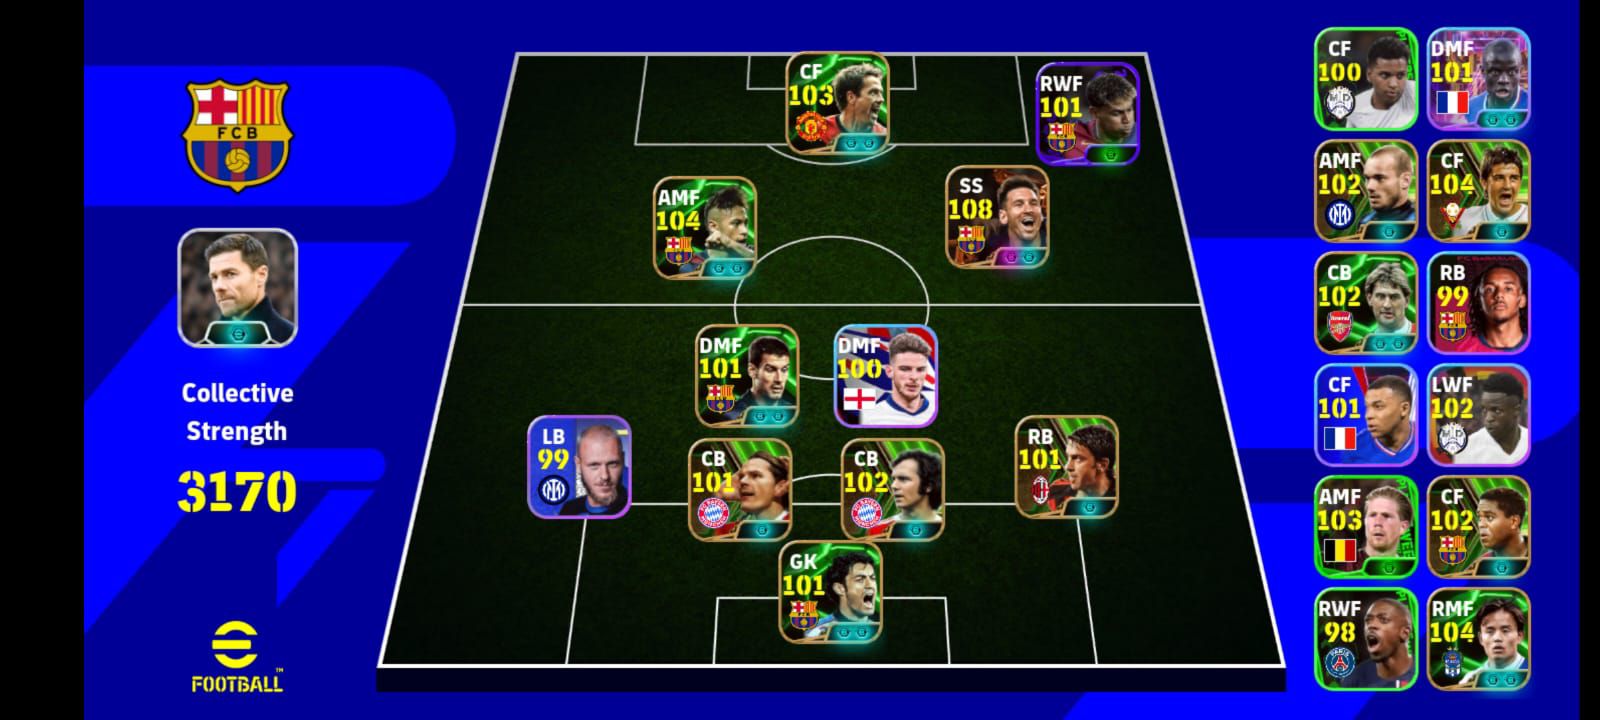 FCB
Collective
Strength
3170
FOOTBALL™
CF
103
RWF
101
AMF
104
SS
108
DMF
101
DMF
100
LB
99
CB
101
CB
102
RB
101
GK
101
CF
100
DMF
101
AMF
102
CF
104
CB
102
RB
99
CF
101
LWF
102
AMF
103
CF
102
RWF
98
RMF
104